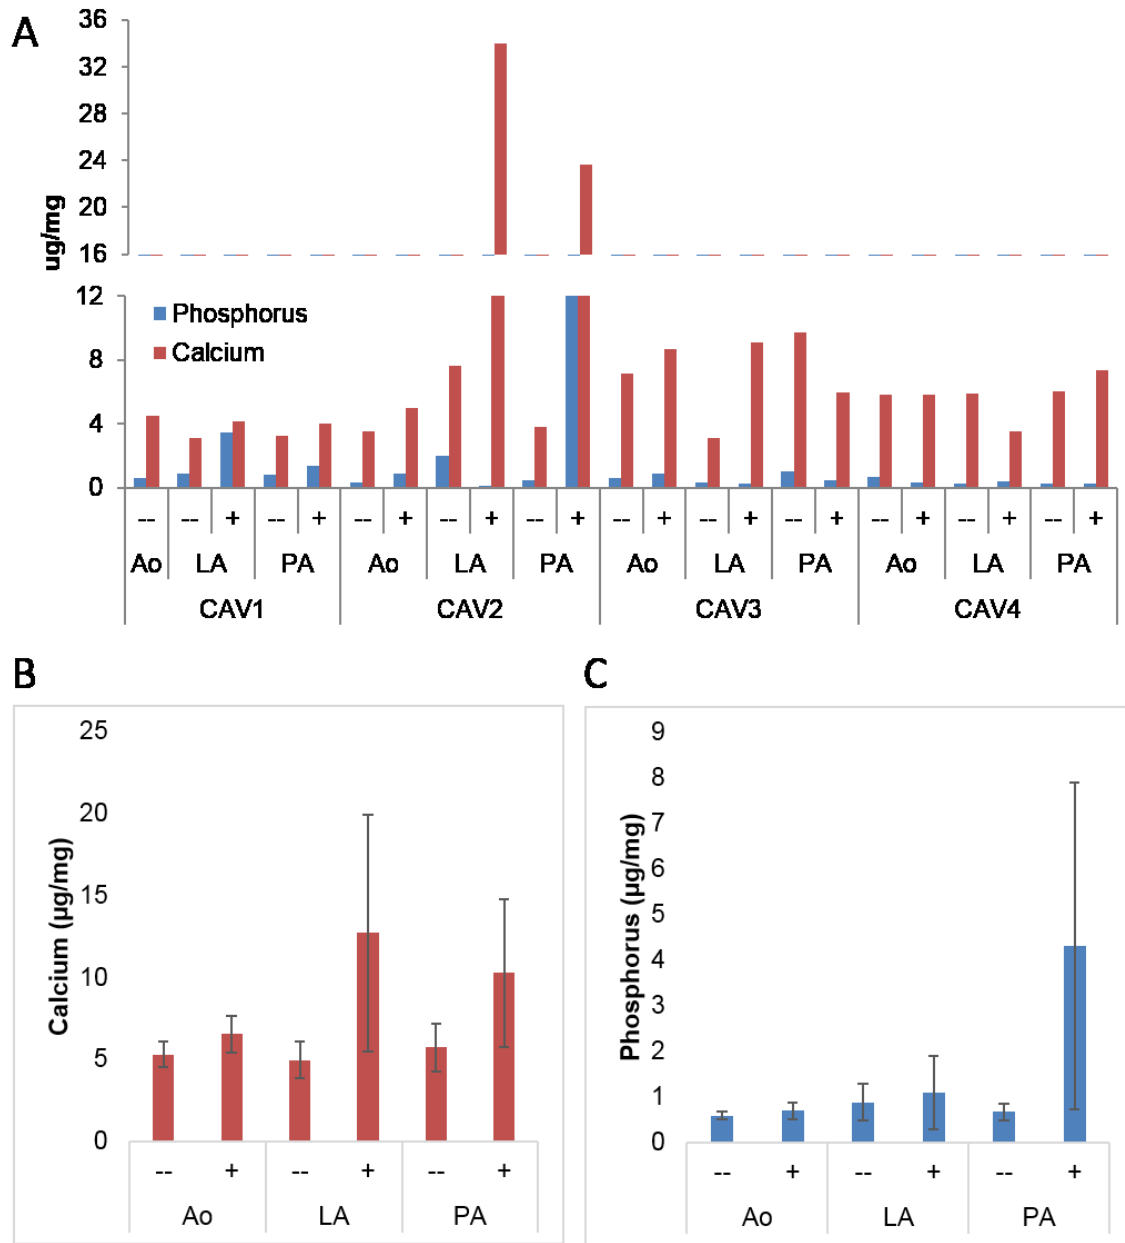 A
36
32
28
24
20
16
ug/mg
12
8
4
0
Phosphorus
Calcium
-- -- + -- + -- + -- + -- + -- + -- + -- + -- + -- + -- +
Ao LA PA Ao LA PA Ao LA PA Ao LA PA
CAV1 CAV2 CAV3 CAV4
B
25
20
15
10
5
0
Calcium (µg/mg)
-- + -- + -- +
Ao LA PA
C
9
8
7
6
5
4
3
2
1
0
Phosphorus (µg/mg)
-- + -- + -- +
Ao LA PA